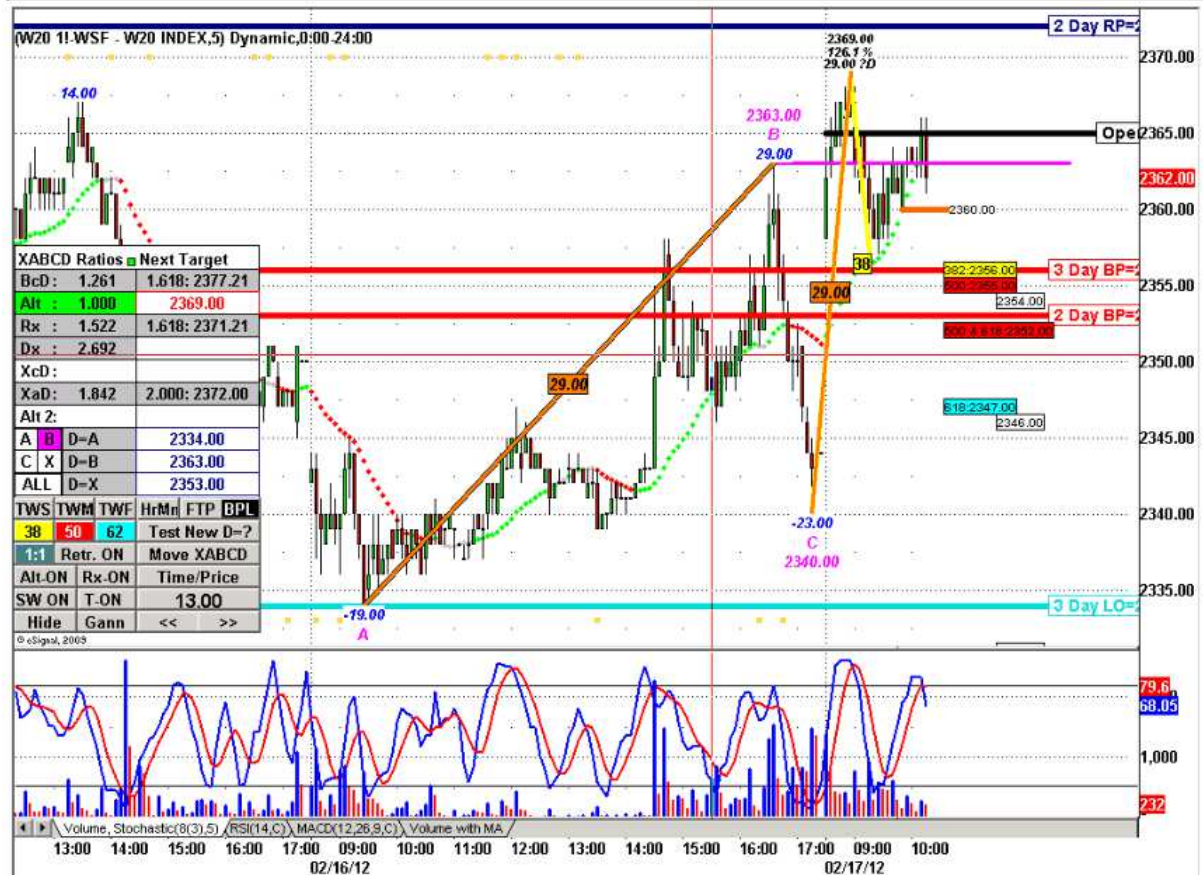 (W20 1!-WSF - W20 INDEX,5) Dynamic,0:00-24:00
2 Day RP=2
2369.00
126.1 %
29.00 ?D
2370.00
14.00
2363.00
B
29.00
Ope
2365.00
2362.00
2360.00
2360.00
XABCD Ratios Next Target
BcD: 1.261 1.618: 2377.21
Alt : 1.000 2369.00
Rx : 1.522 1.618: 2371.21
Dx : 2.692
XcD:
XaD: 1.842 2.000: 2372.00
Alt 2:
A B D=A 2334.00
C X D=B 2363.00
ALL D=X 2353.00
TWS TWM TWF HrMn FTP BPL
38 50 62 Test New D=?
1:1 Retr. ON Move XABCD
Alt-ON Rx-ON Time/Price
SW ON T-ON 13.00
Hide Gann << >>
© eSignal, 2009
38
382:2356.00
3 Day BP=2
500:2355.00
2355.00
29.00
2354.00
2 Day BP=2
2350.00
29.00
618:2347.00
2346.00
2345.00
2340.00
-23.00
C
2340.00
2335.00
-19.00
A
3 Day LO=2
79.6
68.05
1,000
232
Volume, Stochastic(8(3),5) RSI(14,C) MACD(12,26,9,C) Volume with MA
13:00 14:00 15:00 16:00 17:00 09:00 10:00 11:00 12:00 13:00 14:00 15:00 16:00 17:00 09:00 10:00
02/16/12 02/17/12